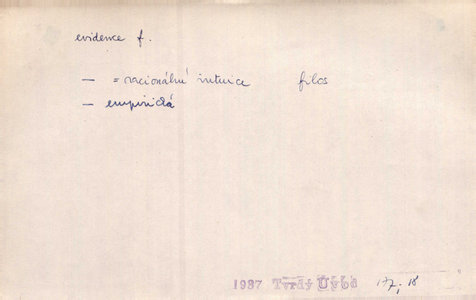 evidence f.
— = racionální intuice filos
— empirická
1937 Tvrdý Úvod 17, 18